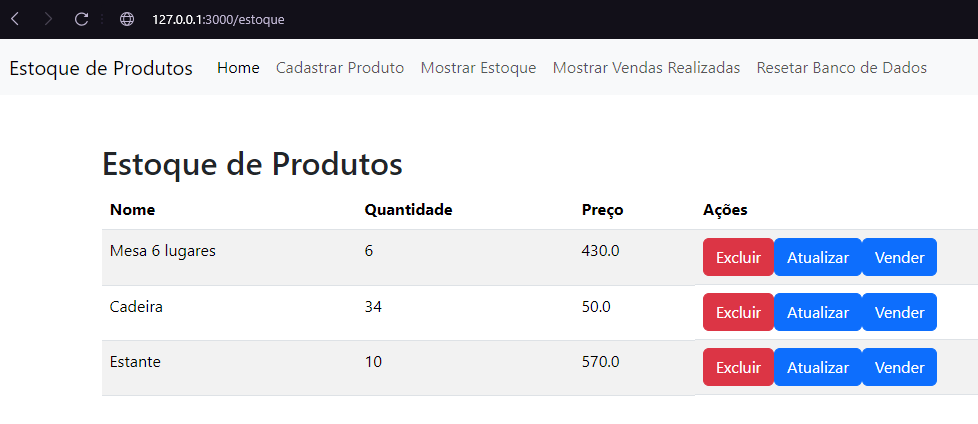 127.0.0.1:3000/estoque
Estoque de Produtos Home Cadastrar Produto Mostrar Estoque Mostrar Vendas Realizadas Resetar Banco de Dados
Estoque de Produtos
Nome Quantidade Preço Ações
Mesa 6 lugares 6 430.0 Excluir Atualizar Vender
Cadeira 34 50.0 Excluir Atualizar Vender
Estante 10 570.0 Excluir Atualizar Vender